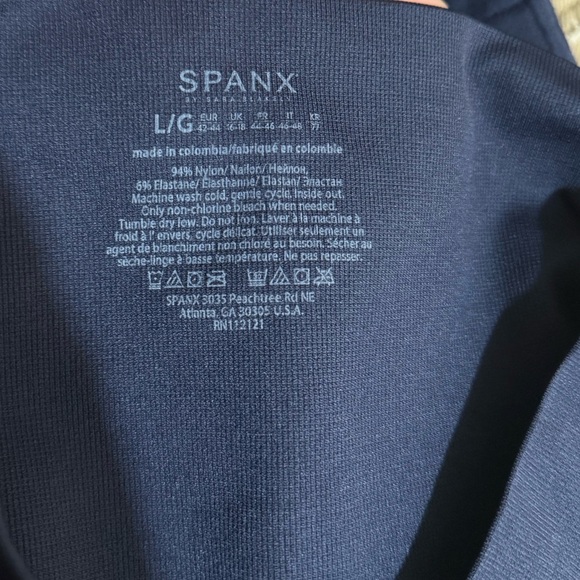 SPANX
BY SARA BLAKELY
L/G EUR 42-44 UK 16-18 FR 44-46 IT 46-48 KR 77
made in colombia/fabriqué en colombie
94% Nylon/ Nailon/ Нейлон,
6% Elastane/ Élasthanne/ Elastan/ Эластан
Machine wash cold, gentle cycle. Inside out.
Only non-chlorine bleach when needed.
Tumble dry low. Do not iron. Laver à la machine à
froid à l' envers, cycle délicat. Utiliser seulement un
agent de blanchiment non chloré au besoin. Sécher au
sèche-linge à basse température. Ne pas repasser.
SPANX 3035 Peachtree Rd NE
Atlanta, GA 30305 U.S.A.
RN112121